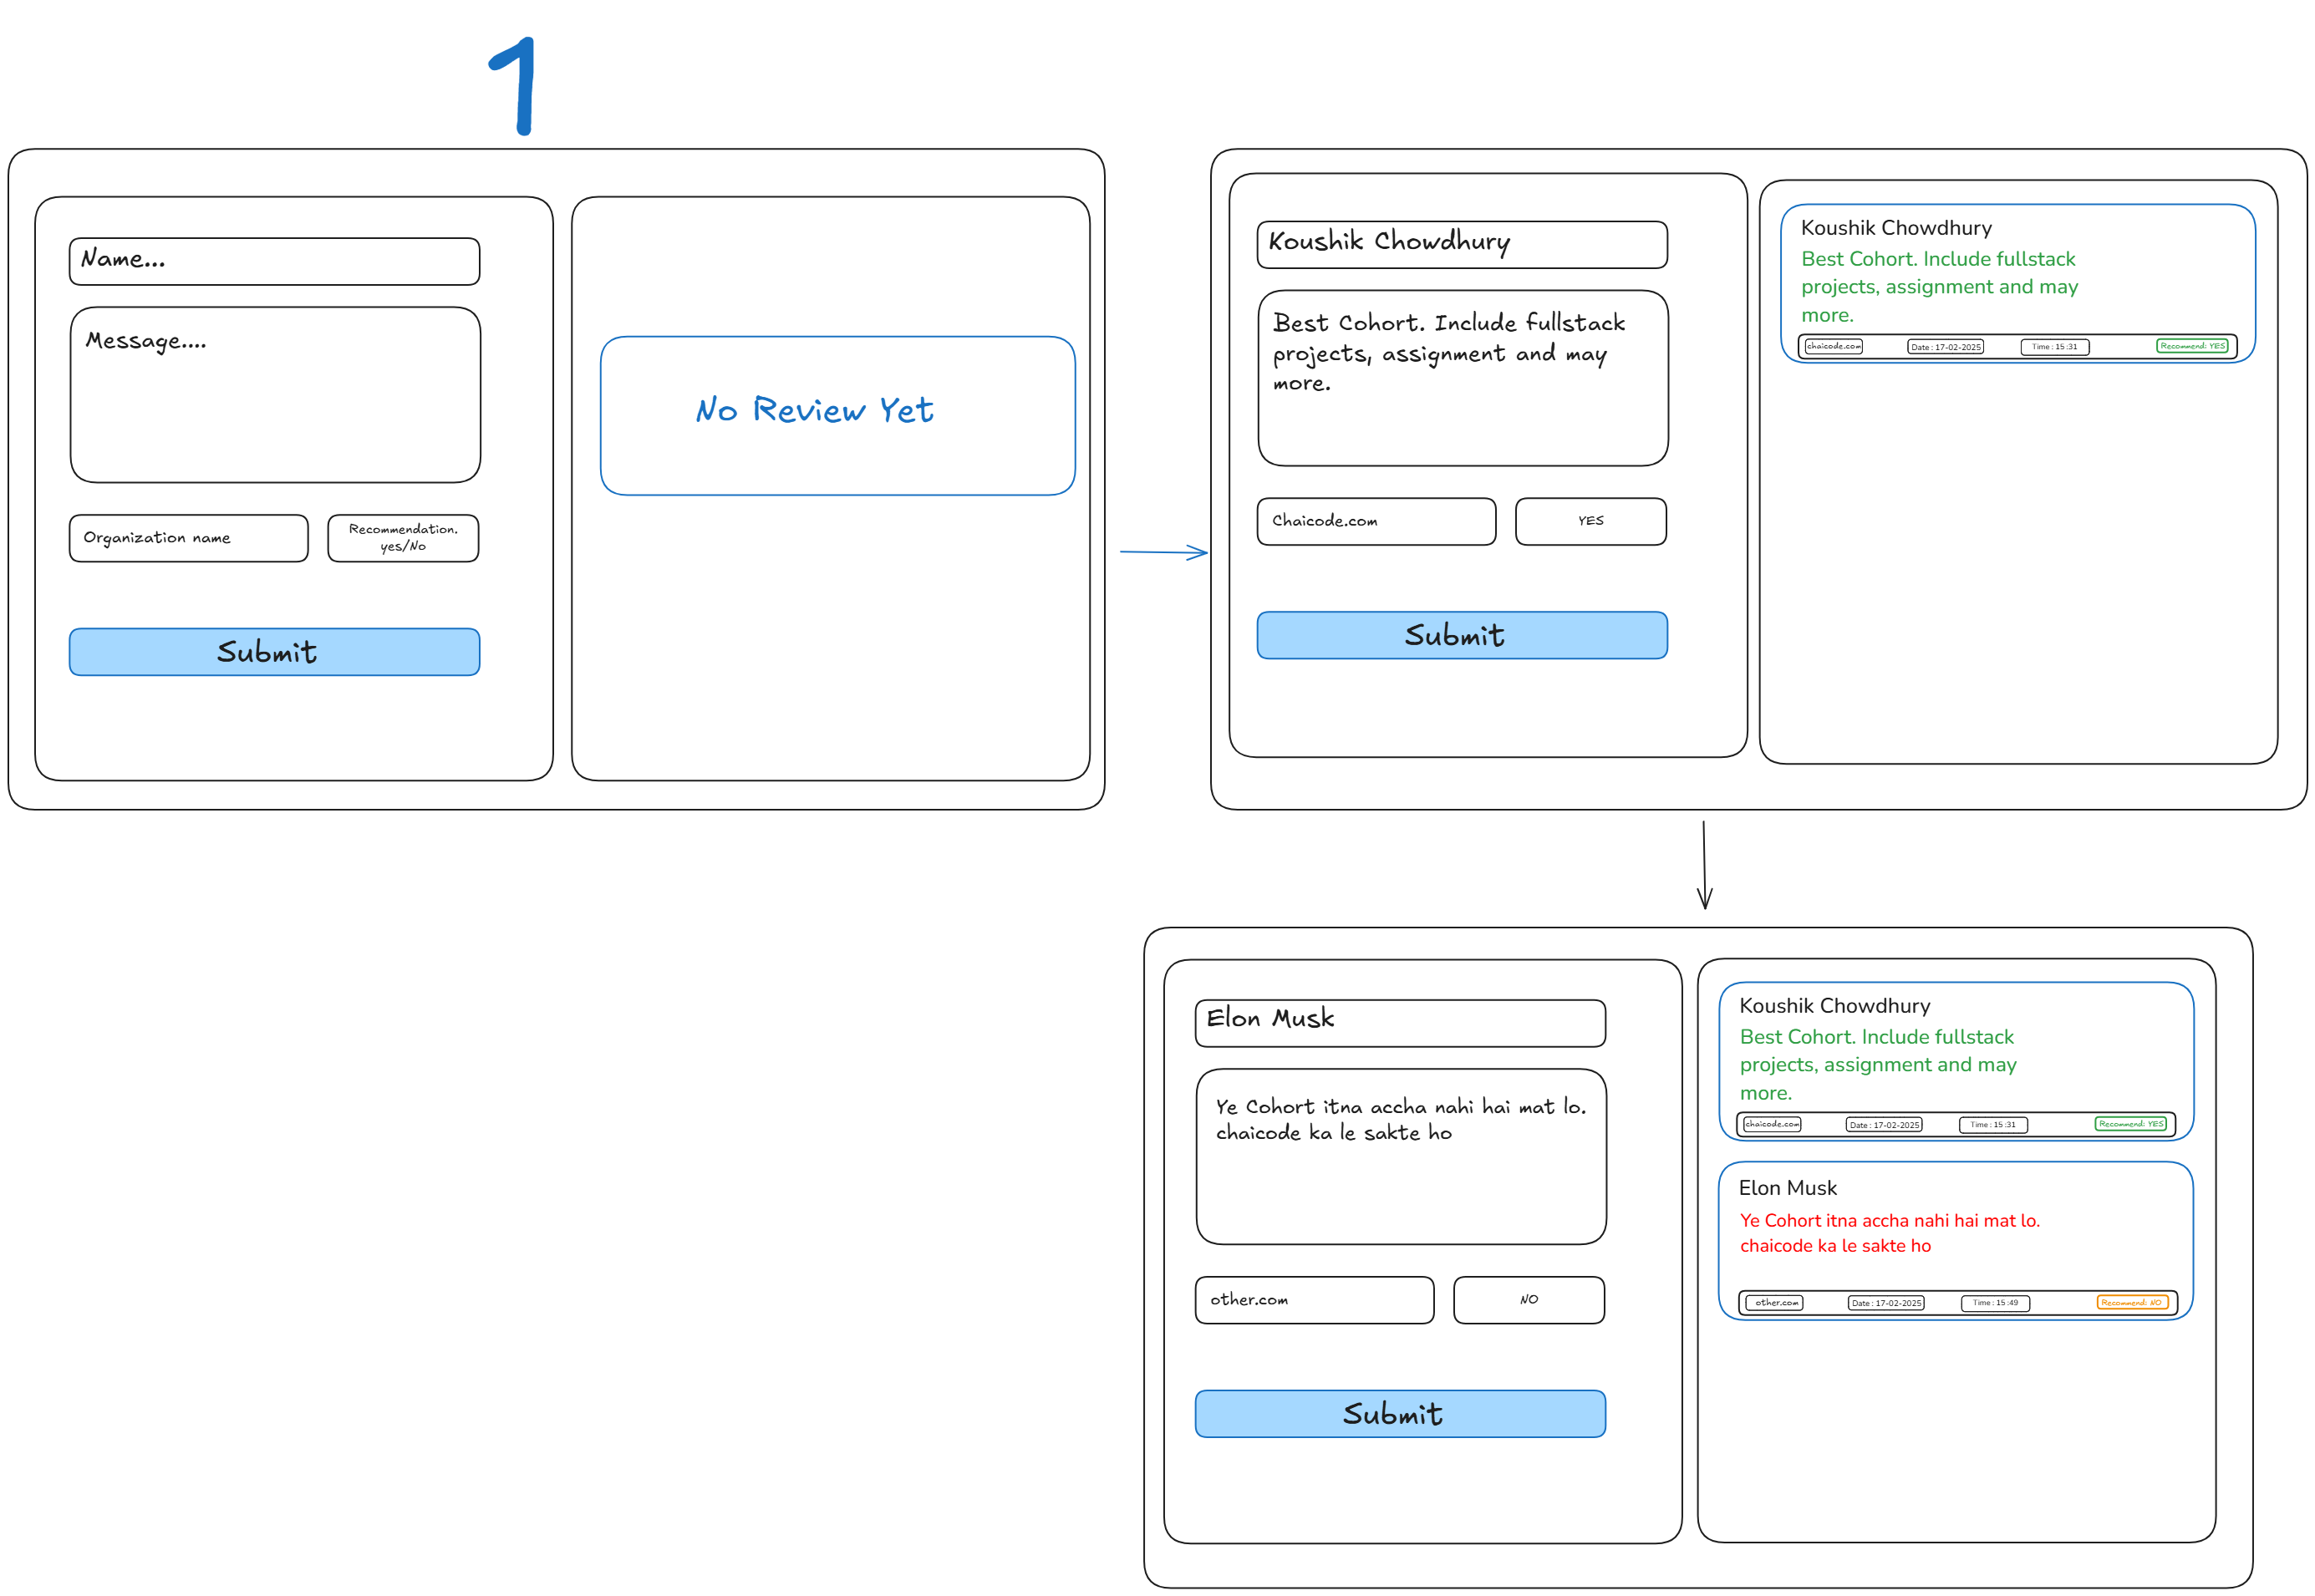 1
Name...
Message....
Organization name
Recommendation.
yes/No
Submit
No Review Yet
Koushik Chowdhury
Best Cohort. Include fullstack
projects, assignment and may
more.
Chaicode.com
YES
Submit
Koushik Chowdhury
Best Cohort. Include fullstack
projects, assignment and may
more.
chaicode.com
Date : 17-02-2025
Time : 15 :31
Recommend: YES
Elon Musk
Ye Cohort itna accha nahi hai mat lo.
chaicode ka le sakte ho
other.com
NO
Submit
Koushik Chowdhury
Best Cohort. Include fullstack
projects, assignment and may
more.
chaicode.com
Date : 17-02-2025
Time : 15 :31
Recommend: YES
Elon Musk
Ye Cohort itna accha nahi hai mat lo.
chaicode ka le sakte ho
other.com
Date : 17-02-2025
Time : 15 :49
Recommend: NO